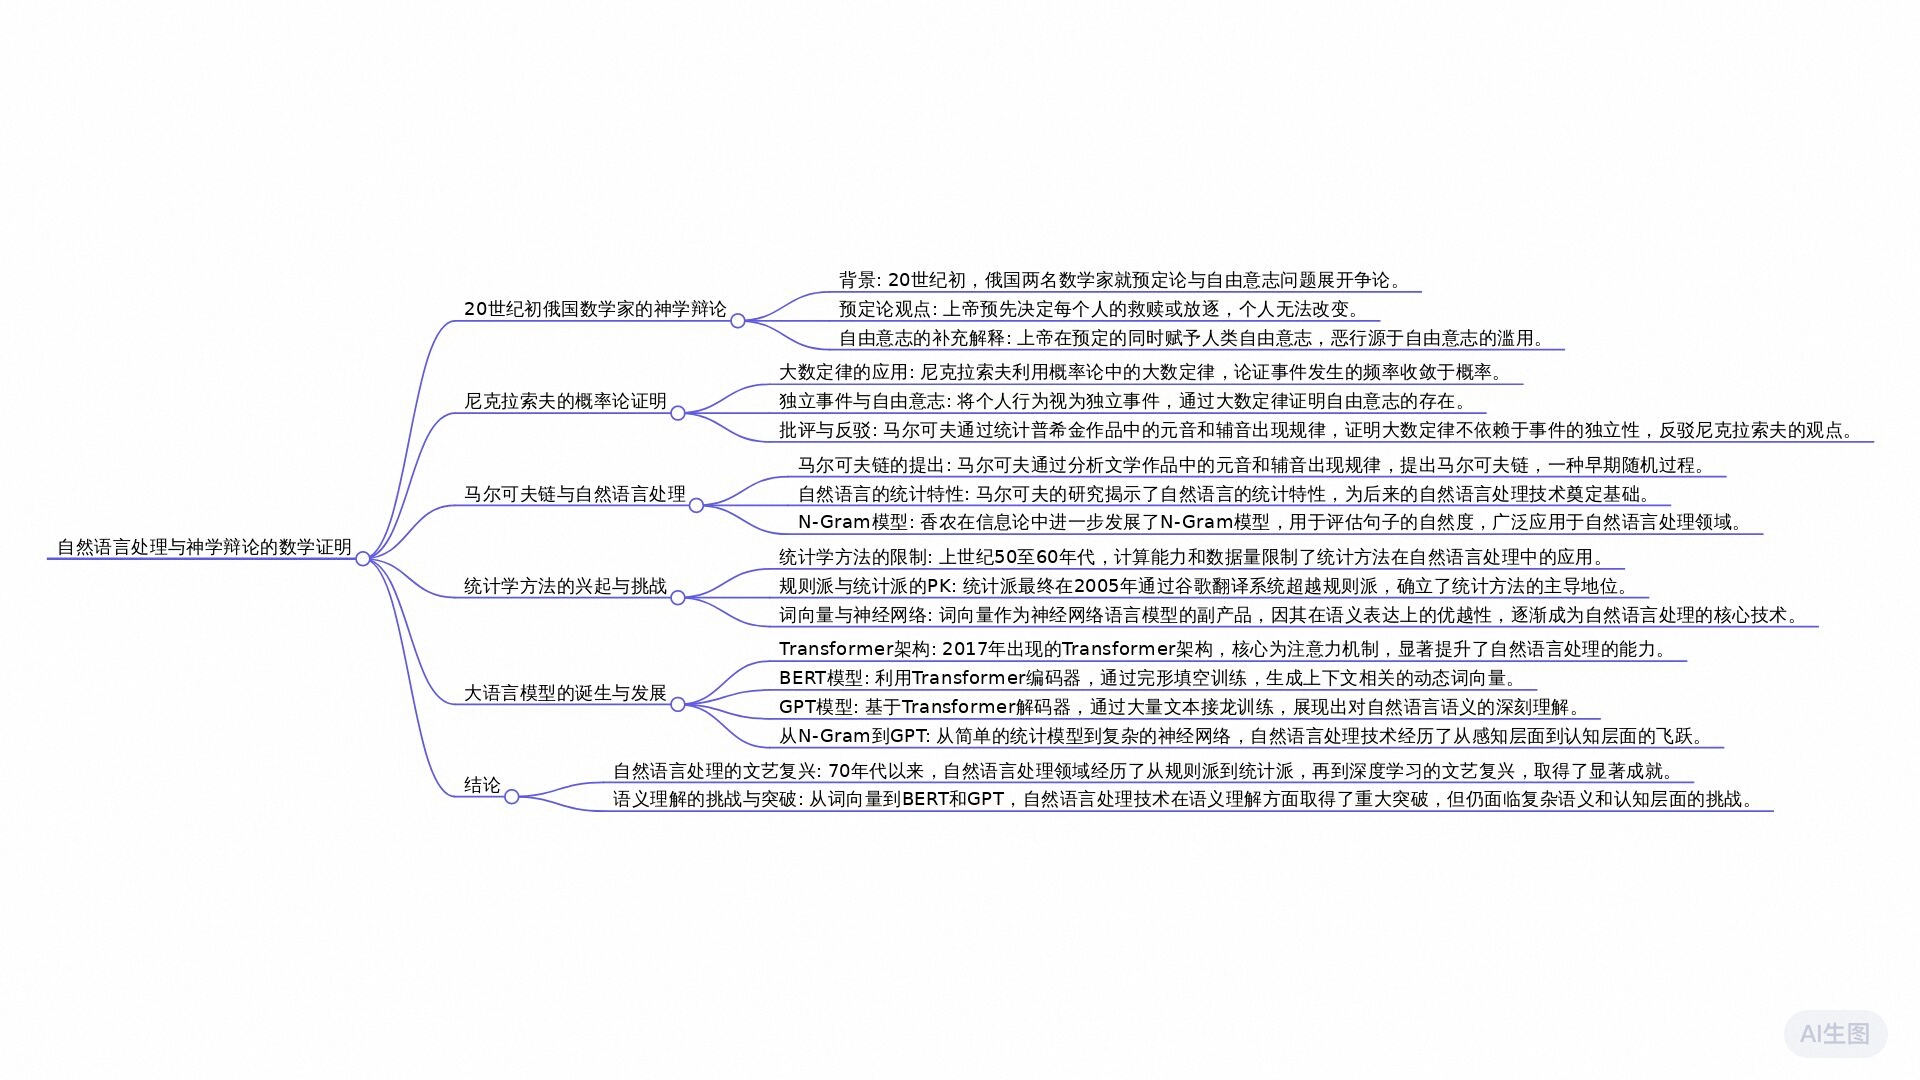 自然语言处理与神学辩论的数学证明
20世纪初俄国数学家的神学辩论
背景: 20世纪初，俄国两名数学家就预定论与自由意志问题展开争论。
预定论观点: 上帝预先决定每个人的救赎或放逐，个人无法改变。
自由意志的补充解释: 上帝在预定的同时赋予人类自由意志，恶行源于自由意志的滥用。
尼克拉索夫的概率论证明
大数定律的应用: 尼克拉索夫利用概率论中的大数定律，论证事件发生的频率收敛于概率。
独立事件与自由意志: 将个人行为视为独立事件，通过大数定律证明自由意志的存在。
批评与反驳: 马尔可夫通过统计普希金作品中的元音和辅音出现规律，证明大数定律不依赖于事件的独立性，反驳尼克拉索夫的观点。
马尔可夫链与自然语言处理
马尔可夫链的提出: 马尔可夫通过分析文学作品中的元音和辅音出现规律，提出马尔可夫链，一种早期随机过程。
自然语言的统计特性: 马尔可夫的研究揭示了自然语言的统计特性，为后来的自然语言处理技术奠定基础。
N-Gram模型: 香农在信息论中进一步发展了N-Gram模型，用于评估句子的自然度，广泛应用于自然语言处理领域。
统计学方法的兴起与挑战
统计学方法的限制: 上世纪50至60年代，计算能力和数据量限制了统计方法在自然语言处理中的应用。
规则派与统计派的PK: 统计派最终在2005年通过谷歌翻译系统超越规则派，确立了统计方法的主导地位。
词向量与神经网络: 词向量作为神经网络语言模型的副产品，因其在语义表达上的优越性，逐渐成为自然语言处理的核心技术。
大语言模型的诞生与发展
Transformer架构: 2017年出现的Transformer架构，核心为注意力机制，显著提升了自然语言处理的能力。
BERT模型: 利用Transformer编码器，通过完形填空训练，生成上下文相关的动态词向量。
GPT模型: 基于Transformer解码器，通过大量文本接龙训练，展现出对自然语言语义的深刻理解。
从N-Gram到GPT: 从简单的统计模型到复杂的神经网络，自然语言处理技术经历了从感知层面到认知层面的飞跃。
结论
自然语言处理的文艺复兴: 70年代以来，自然语言处理领域经历了从规则派到统计派，再到深度学习的文艺复兴，取得了显著成就。
语义理解的挑战与突破: 从词向量到BERT和GPT，自然语言处理技术在语义理解方面取得了重大突破，但仍面临复杂语义和认知层面的挑战。
AI生图